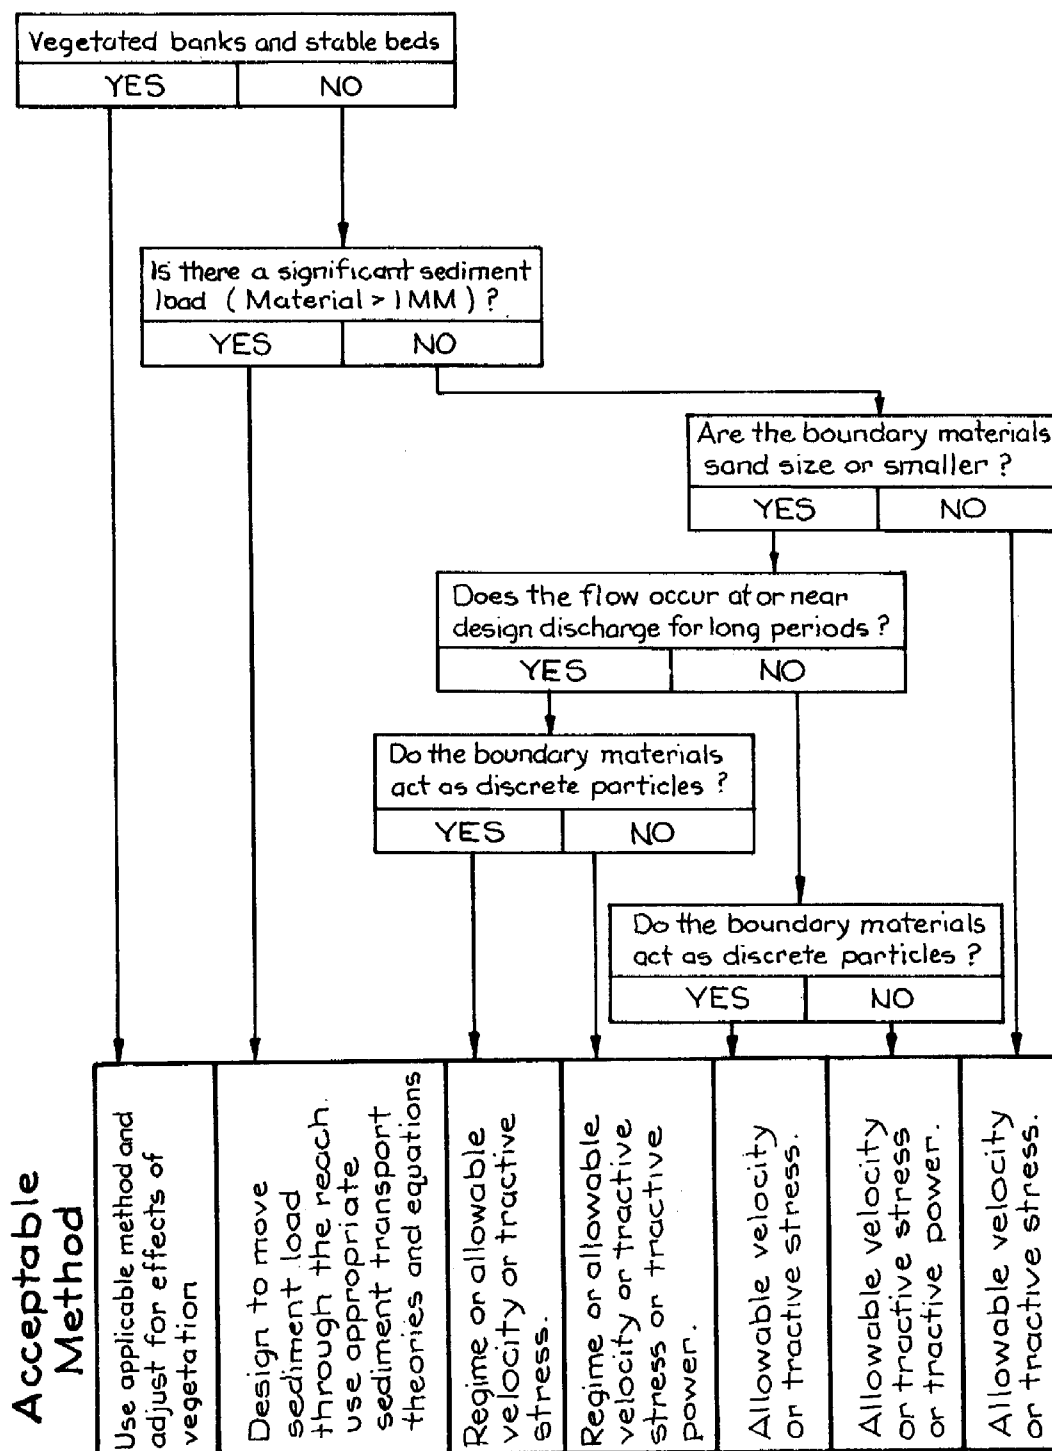 Vegetated banks and stable beds
YES NO
Is there a significant sediment
load ( Material > 1 MM ) ?
YES NO
Are the boundary materials
sand size or smaller ?
YES NO
Does the flow occur at or near
design discharge for long periods ?
YES NO
Do the boundary materials
act as discrete particles ?
YES NO
Do the boundary materials
act as discrete particles ?
YES NO
Acceptable
Method
Use applicable method and
adjust for effects of
vegetation
Design to move
sediment load
through the reach.
use appropriate
sediment transport
theories and equations
Regime or allowable
velocity or tractive
stress.
Regime or allowable
velocity or tractive
stress or tractive
power.
Allowable velocity
or tractive stress.
Allowable velocity
or tractive stress
or tractive power.
Allowable velocity
or tractive stress.